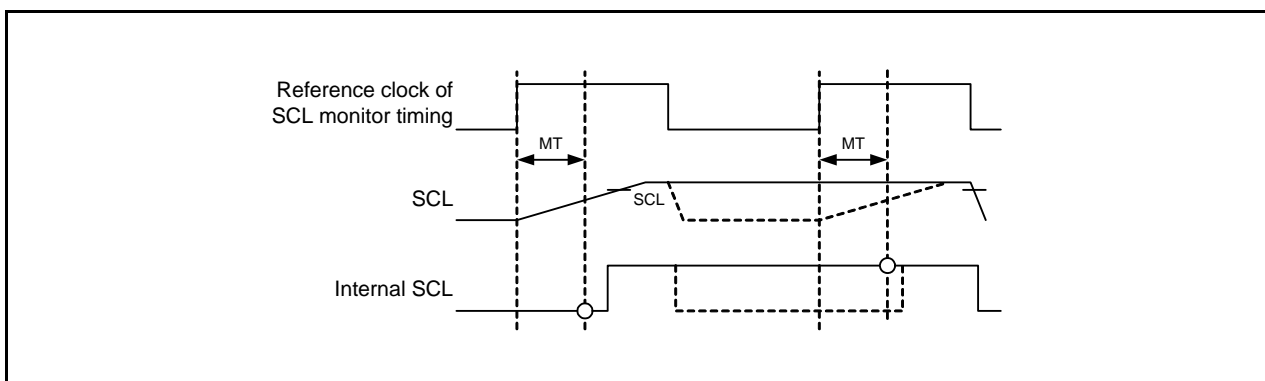 Reference clock of
SCL monitor timing
MT
MT
SCL
SCL
Internal SCL